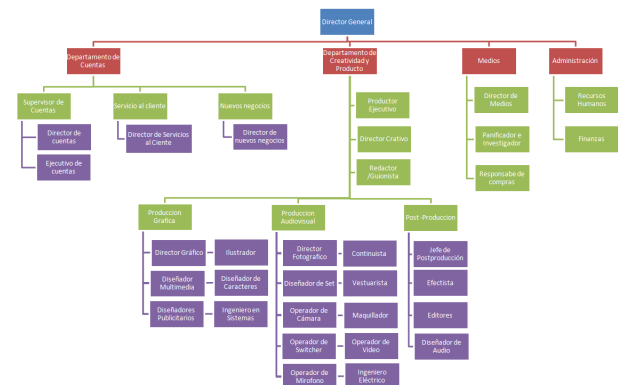 Director General
Departamento de
Cuentas
Departamento de
Creatividad y
Producto
Medios
Administración
Supervisor de
Cuentas
Servicio al cliente
Nuevos negocios
Director de
cuentas
Ejecutivo de
cuentas
Director de Servicios
al Ciente
Director de
nuevos negocios
Productor
Ejecutivo
Director Crativo
Redactor
/Guionista
Director de
Medios
Panificador e
Investigador
Responsabe de
compras
Recursos
Humanos
Finanzas
Produccion
Grafica
Produccion
Audiovisual
Post -Produccion
Director Gráfico
Ilustrador
Diseñador
Multimedia
Diseñador de
Caracteres
Diseñadores
Publicitarios
Ingeniero en
Sistemas
Director
Fotografico
Continuista
Diseñador de Set
Vestuarista
Operador de
Cámara
Maquillador
Operador de
Switcher
Operador de
Video
Operador de
Mirofono
Ingeniero
Eléctrico
Jefe de
Postproducción
Efectista
Editores
Diseñador de
Audio